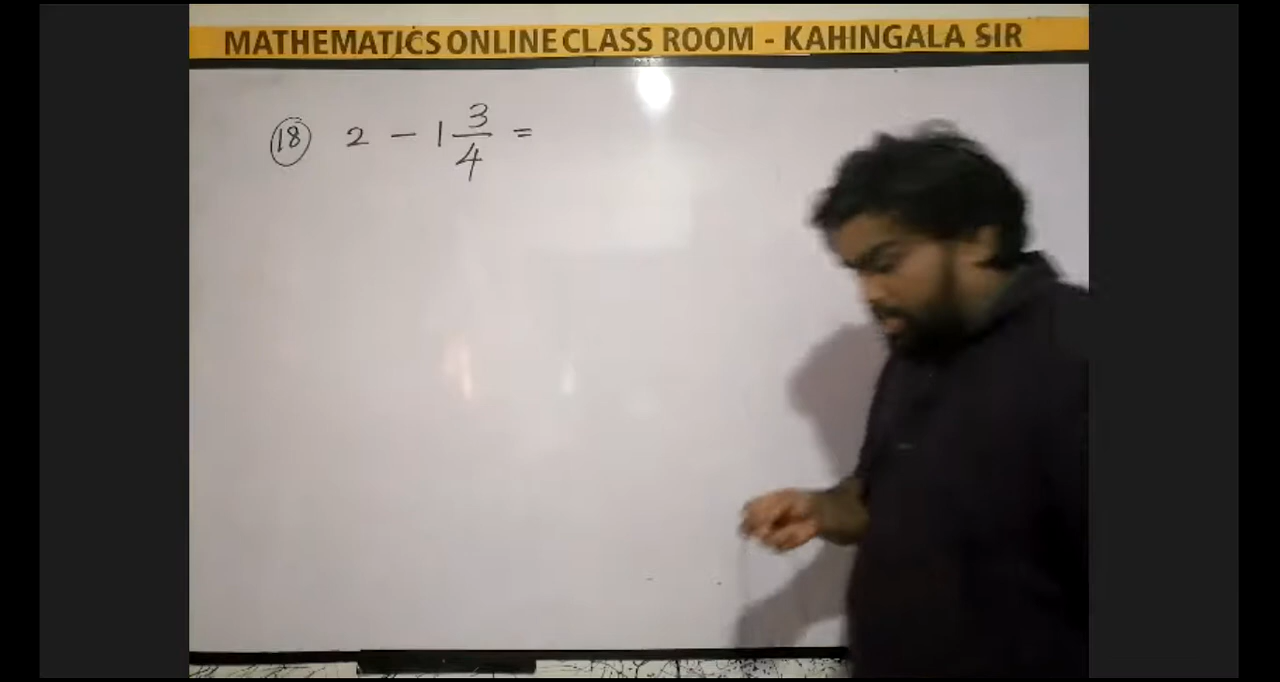 MATHEMATICS ONLINE CLASS ROOM - KAHINGALA SIR
18 2 - 1 3/4 =